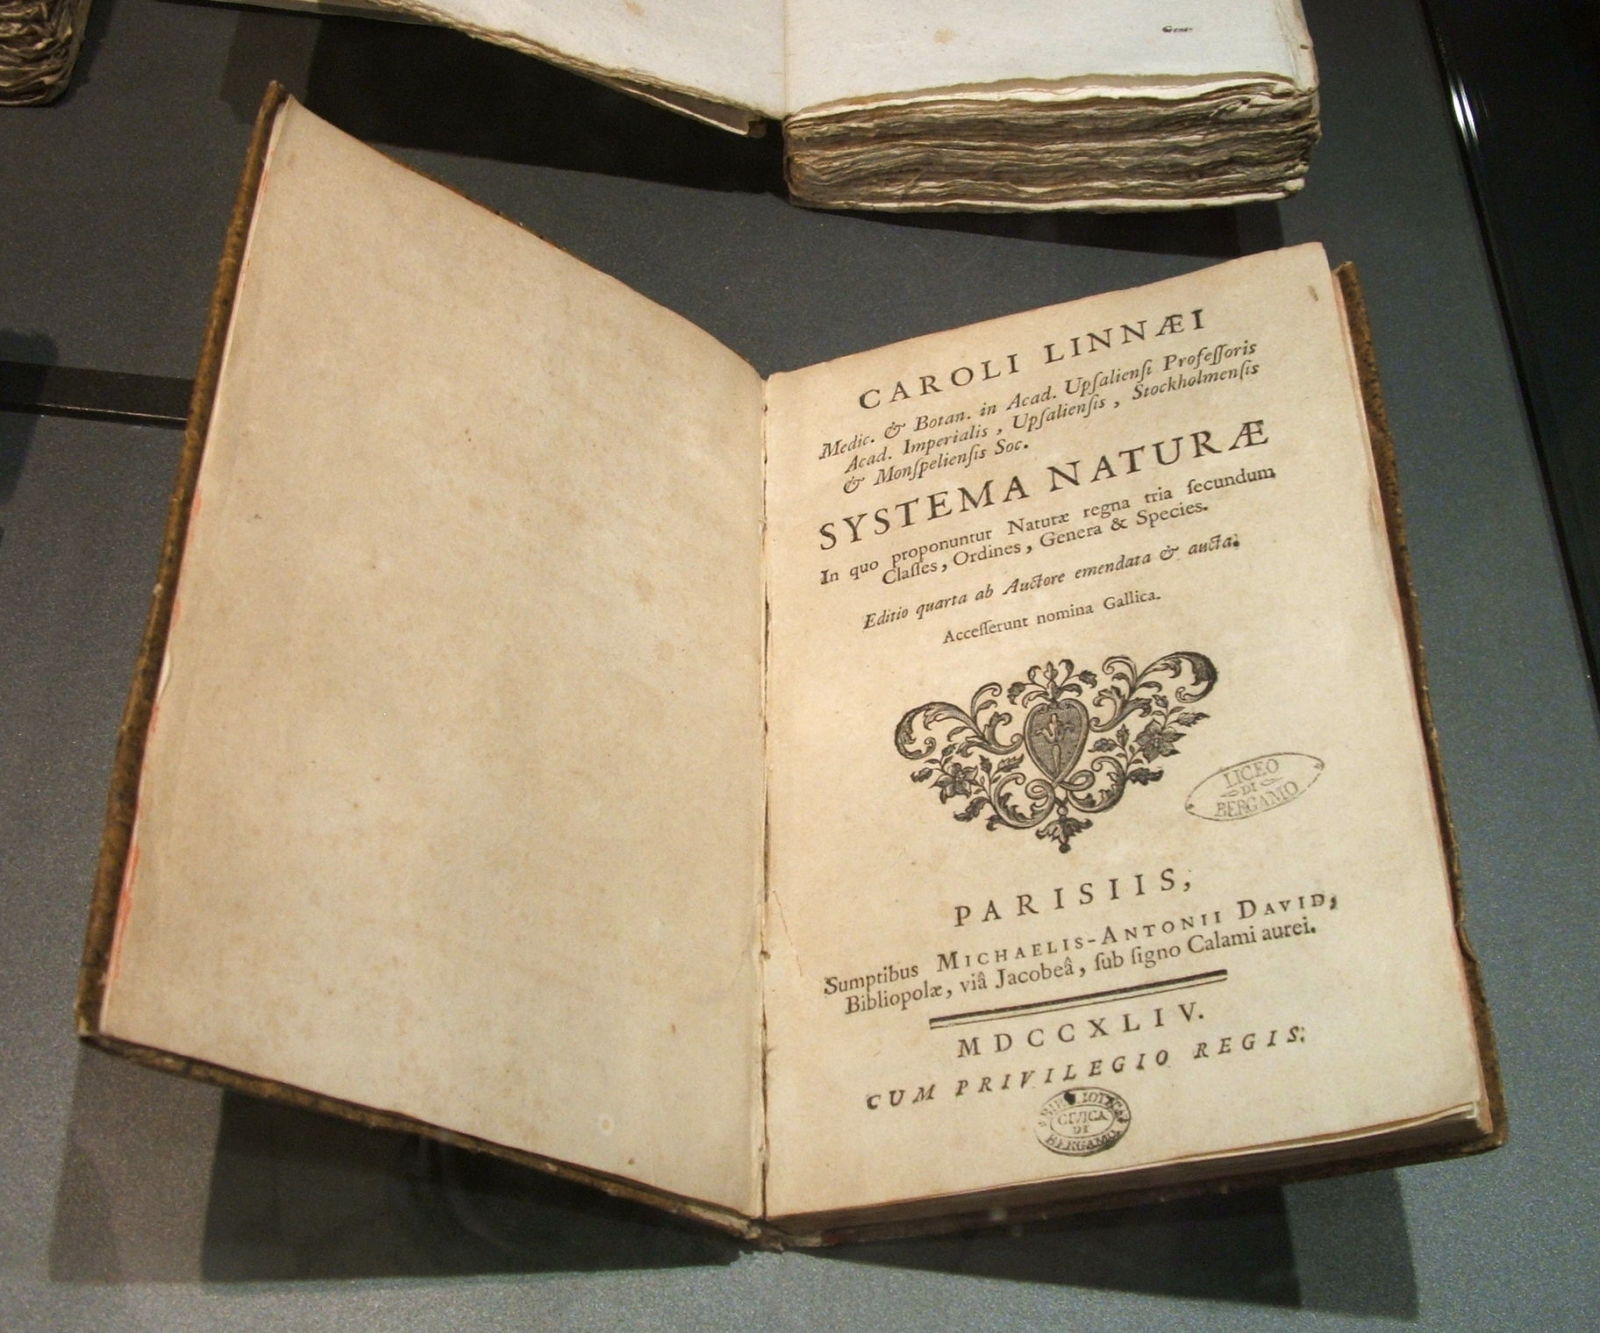 CAROLI LINNÆI
Medic. & Botan. in Acad. Upſalienſi Profeſſoris
Acad. Imperialis, Upſalienſis, Stockholmenſis
& Monſpelienſis Soc.
SYSTEMA NATURÆ
In quo proponuntur Naturæ regna tria ſecundum
Claſſes, Ordines, Genera & Species.
Editio quarta ab Auctore emendata & aucta.
Acceſſerunt nomina Gallica.
LICEO
DI
BERGAMO
PARISIIS,
Sumptibus MICHAELIS-ANTONII DAVID,
Bibliopolæ, viâ Jacobeâ, ſub ſigno Calami aurei.
MDCCXLIV.
CUM PRIVILEGIO REGIS.
BIBLIOTECA
CIVICA
DI
BERGAMO